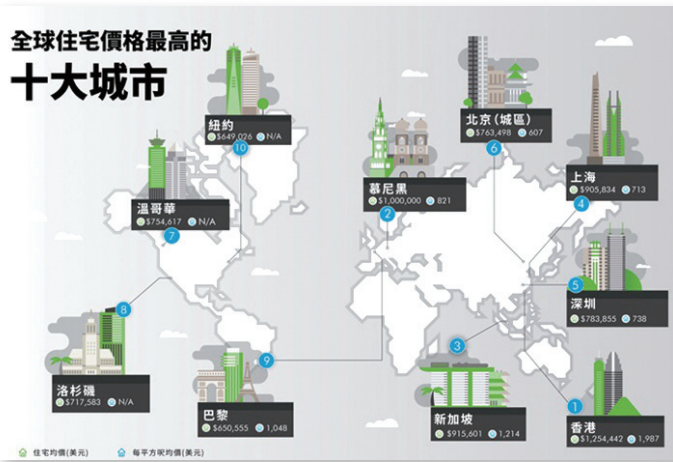 全球住宅價格最高的
十大城市
紐約
$649,026 N/A
10
溫哥華
$754,617 N/A
7
慕尼黑
$1,000,000 821
2
北京(城區)
$763,498 607
6
上海
$905,834 713
4
5
深圳
$783,855 738
8
洛杉磯
$717,583 N/A
9
巴黎
$650,555 1,048
3
新加坡
$915,601 1,214
1
香港
$1,254,442 1,987
住宅均價(美元) 每平方呎均價(美元)